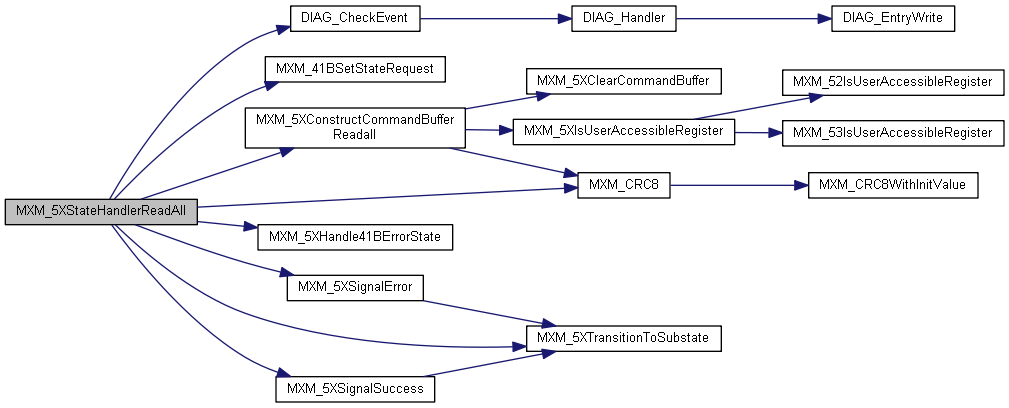 DIAG_CheckEvent
DIAG_Handler
DIAG_EntryWrite
MXM_41BSetStateRequest
MXM_5XClearCommandBuffer
MXM_52IsUserAccessibleRegister
MXM_5XConstructCommandBuffer
Readall
MXM_5XIsUserAccessibleRegister
MXM_53IsUserAccessibleRegister
MXM_CRC8
MXM_CRC8WithInitValue
MXM_5XStateHandlerReadAll
MXM_5XHandle41BErrorState
MXM_5XSignalError
MXM_5XTransitionToSubstate
MXM_5XSignalSuccess